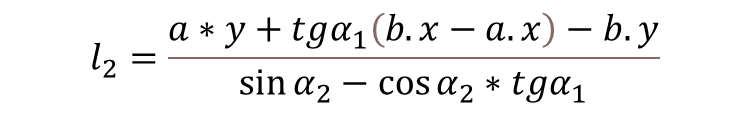 l₂ = (a * y + tgα₁(b.x − a.x) − b.y) / (sin α₂ − cos α₂ * tgα₁)